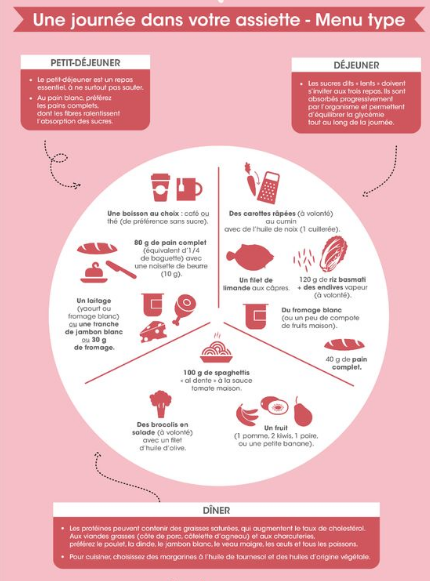 Une journée dans votre assiette - Menu type
PETIT-DÉJEUNER
• Le petit-déjeuner est un repas
essentiel, à ne surtout pas sauter.
• Au pain blanc, préférez
les pains complets,
dont les fibres ralentissent
l'absorption des sucres.
DÉJEUNER
• Les sucres dits « lents » doivent
s'inviter aux trois repas. Ils sont
absorbés progressivement
par l'organisme et permettent
d'équilibrer la glycémie
tout au long de la journée.
Une boisson au choix : café ou
thé (de préférence sans sucre).
80 g de pain complet
(équivalent d'1/4
de baguette) avec
une noisette de beurre
(10 g).
Un laitage
(yaourt ou
fromage blanc)
ou une tranche
de jambon blanc
ou 30 g
de fromage.
Des carottes râpées (à volonté)
au cumin
avec de l'huile de noix (1 cuillerée).
Un filet de
limande aux câpres.
120 g de riz basmati
+ des endives vapeur
(à volonté).
Du fromage blanc
(ou un peu de compote
de fruits maison).
40 g de pain
complet.
100 g de spaghettis
« al dente » à la sauce
tomate maison.
Des brocolis en
salade (à volonté)
avec un filet
d'huile d'olive.
Un fruit
(1 pomme, 2 kiwis, 1 poire,
ou une petite banane).
DÎNER
• Les protéines peuvent contenir des graisses saturées, qui augmentent le taux de cholestérol.
Aux viandes grasses (côte de porc, côtelette d'agneau) et aux charcuteries,
préférez le poulet, la dinde, le jambon blanc, le veau maigre, les œufs et tous les poissons.
• Pour cuisiner, choisissez des margarines à l'huile de tournesol et des huiles d'origine végétale.